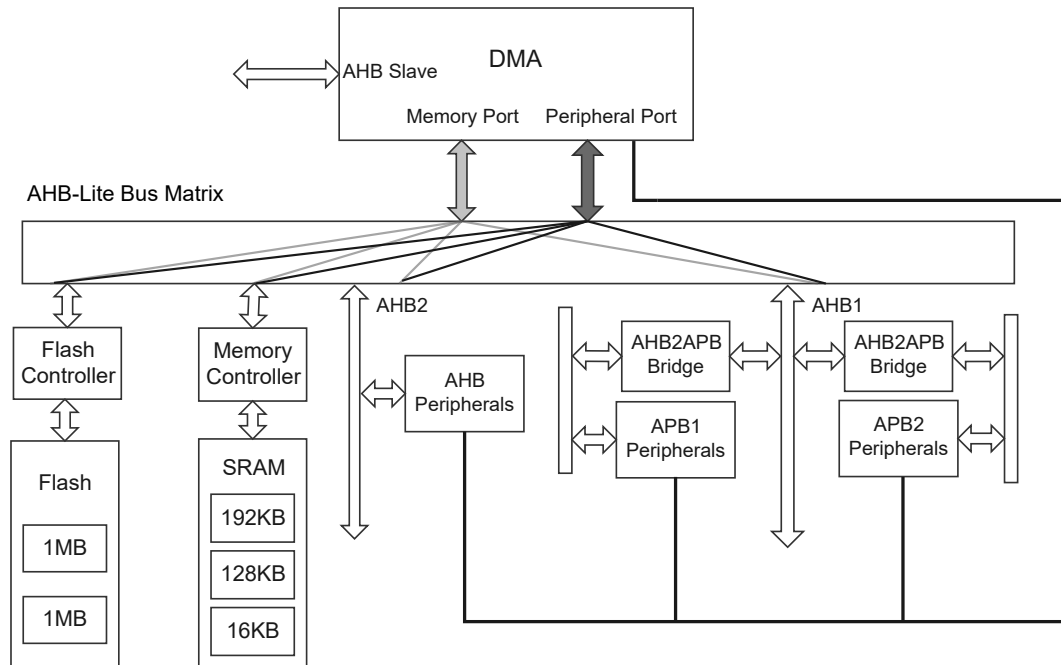 DMA
AHB Slave
Memory Port
Peripheral Port
AHB-Lite Bus Matrix
AHB2
AHB1
Flash
Controller
Memory
Controller
AHB
Peripherals
AHB2APB
Bridge
AHB2APB
Bridge
APB1
Peripherals
APB2
Peripherals
Flash
1MB
1MB
SRAM
192KB
128KB
16KB